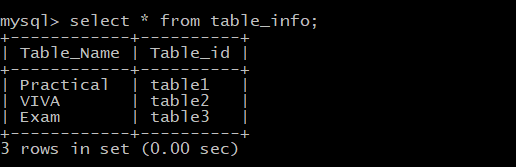 mysql> select * from table_info;
+------------+----------+
| Table_Name | Table_id |
+------------+----------+
| Practical  | table1   |
| VIVA       | table2   |
| Exam       | table3   |
+------------+----------+
3 rows in set (0.00 sec)